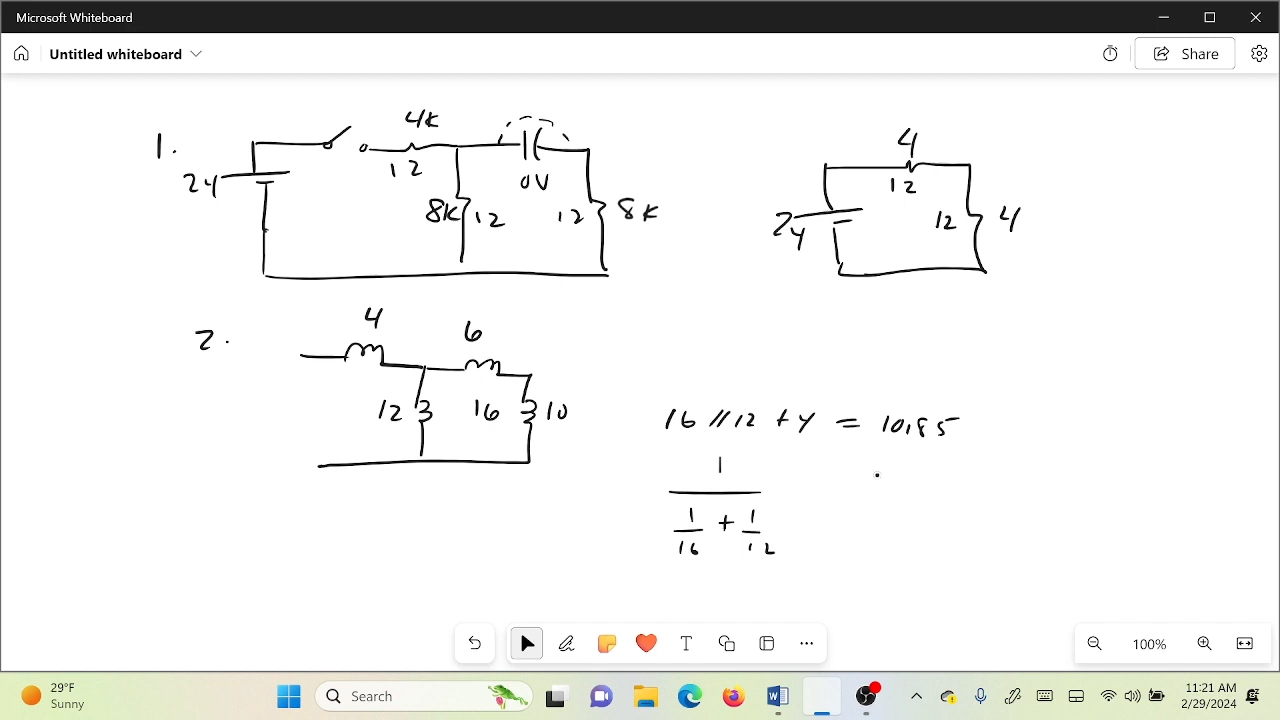 Microsoft Whiteboard
Untitled whiteboard
Share
1.
4K
12
24
0V
8K 12
12 8K
4
12
24
12 4
2.
4
6
12
16 10
16 // 12 + 4 = 10.85
1
1 + 1
16 12
T
100%
29°F
Sunny
Search
11:21 AM
2/29/2024